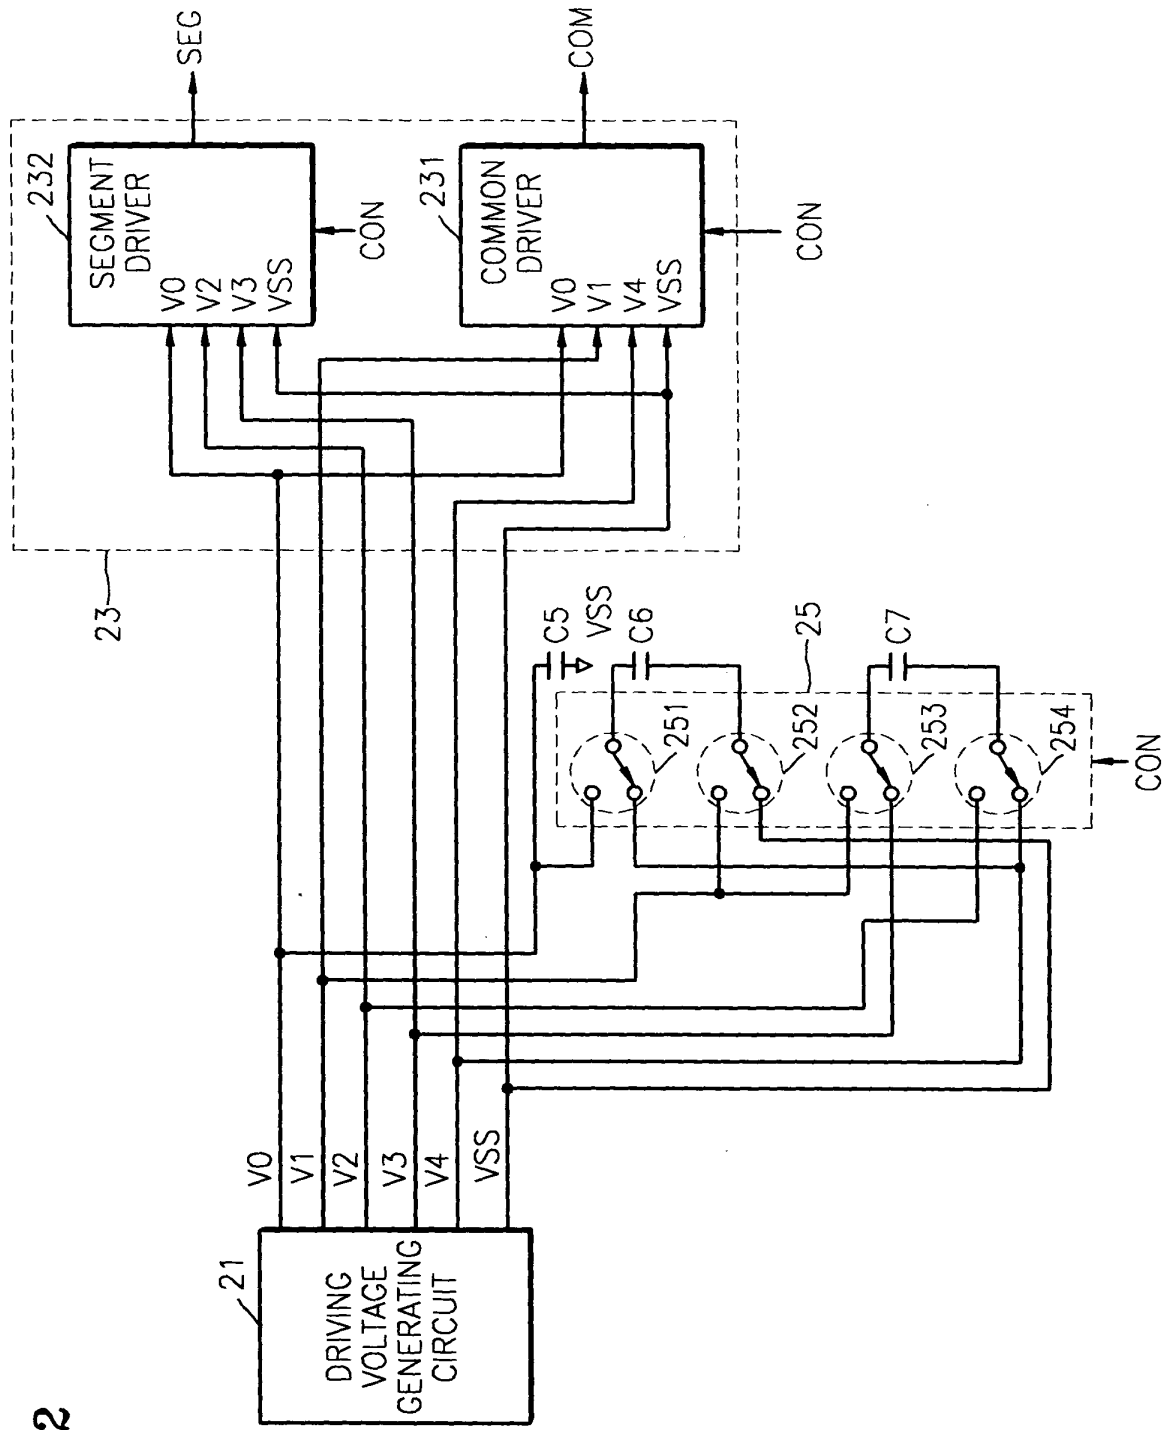 2
21
DRIVING
VOLTAGE
GENERATING
CIRCUIT
V0
V1
V2
V3
V4
VSS
23
232
SEGMENT
DRIVER
V0
V2
V3
VSS
SEG
CON
231
COMMON
DRIVER
V0
V1
V4
VSS
COM
CON
C5
VSS
C6
25
C7
251
252
253
254
CON